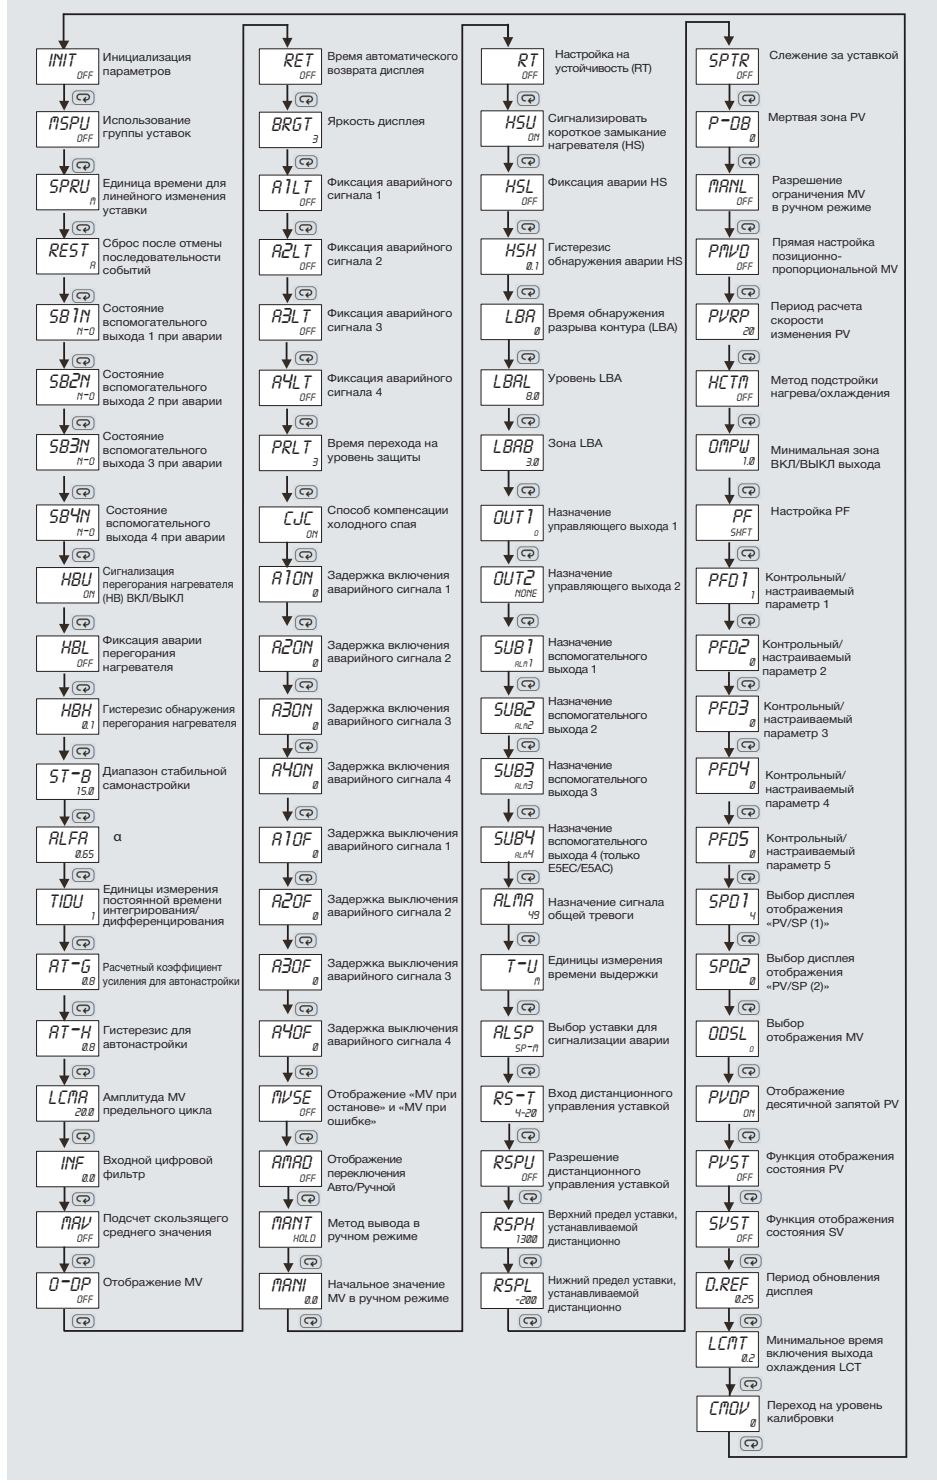 INIT
OFF
Инициализация
параметров
MSPU
OFF
Использование
группы уставок
SPRU
M
Единица времени для
линейного изменения
уставки
REST
A
Сброс после отмены
последовательности
событий
SB1N
N-O
Состояние
вспомогательного
выхода 1 при аварии
SB2N
N-O
Состояние
вспомогательного
выхода 2 при аварии
SB3N
N-O
Состояние
вспомогательного
выхода 3 при аварии
SB4N
N-O
Состояние
вспомогательного
выхода 4 при аварии
HBU
ON
Сигнализация
перегорания нагревателя
(HB) ВКЛ/ВЫКЛ
HBL
OFF
Фиксация аварии
перегорания
нагревателя
HBH
0.1
Гистерезис обнаружения
перегорания нагревателя
ST-B
15.0
Диапазон стабильной
самонастройки
ALFA
0.65
α
TIDU
1
Единицы измерения
постоянной времени
интегрирования/
дифференцирования
AT-G
0.8
Расчетный коэффициент
усиления для автонастройки
AT-H
0.8
Гистерезис для
автонастройки
LCMA
20.0
Амплитуда MV
предельного цикла
INF
0.0
Входной цифровой
фильтр
MAV
OFF
Подсчет скользящего
среднего значения
O-DP
OFF
Отображение MV
RET
OFF
Время автоматического
возврата дисплея
BRGT
3
Яркость дисплея
A1LT
OFF
Фиксация аварийного
сигнала 1
A2LT
OFF
Фиксация аварийного
сигнала 2
A3LT
OFF
Фиксация аварийного
сигнала 3
A4LT
OFF
Фиксация аварийного
сигнала 4
PRLT
3
Время перехода на
уровень защиты
CJC
ON
Способ компенсации
холодного спая
A1ON
0
Задержка включения
аварийного сигнала 1
A2ON
0
Задержка включения
аварийного сигнала 2
A3ON
0
Задержка включения
аварийного сигнала 3
A4ON
0
Задержка включения
аварийного сигнала 4
A1OF
0
Задержка выключения
аварийного сигнала 1
A2OF
0
Задержка выключения
аварийного сигнала 2
A3OF
0
Задержка выключения
аварийного сигнала 3
A4OF
0
Задержка выключения
аварийного сигнала 4
MVSE
OFF
Отображение «MV при
останове» и «MV при
ошибке»
AMAD
OFF
Отображение
переключения
Авто/Ручной
MANT
HOLD
Метод вывода в
ручном режиме
MANI
0.0
Начальное значение
MV в ручном режиме
RT
OFF
Настройка на
устойчивость (RT)
HSU
ON
Сигнализировать
короткое замыкание
нагревателя (HS)
HSL
OFF
Фиксация аварии HS
HSH
0.1
Гистерезис
обнаружения аварии HS
LBA
0
Время обнаружения
разрыва контура (LBA)
LBAL
8.0
Уровень LBA
LBAB
3.0
Зона LBA
OUT1
O
Назначение
управляющего выхода 1
OUT2
NONE
Назначение
управляющего выхода 2
SUB1
ALM1
Назначение
вспомогательного
выхода 1
SUB2
ALM2
Назначение
вспомогательного
выхода 2
SUB3
ALM3
Назначение
вспомогательного
выхода 3
SUB4
ALM4
Назначение
вспомогательного
выхода 4 (только
E5EC/E5AC)
ALMA
49
Назначение сигнала
общей тревоги
T-U
M
Единицы измерения
времени выдержки
ALSP
SP-M
Выбор уставки для
сигнализации аварии
RS-T
4-20
Вход дистанционного
управления уставкой
RSPU
OFF
Разрешение
дистанционного
управления уставкой
RSPH
1300
Верхний предел уставки,
устанавливаемой
дистанционно
RSPL
-200
Нижний предел уставки,
устанавливаемой
дистанционно
SPTR
OFF
Слежение за уставкой
P-DB
0
Мертвая зона PV
MANL
OFF
Разрешение
ограничения MV
в ручном режиме
PMVD
OFF
Прямая настройка
позиционно-
пропорциональной MV
PVRP
20
Период расчета
скорости
изменения PV
HCTM
OFF
Метод подстройки
нагрева/охлаждения
OMPW
1.0
Минимальная зона
ВКЛ/ВЫКЛ выхода
PF
SHFT
Настройка PF
PFD1
1
Контрольный/
настраиваемый
параметр 1
PFD2
0
Контрольный/
настраиваемый
параметр 2
PFD3
0
Контрольный/
настраиваемый
параметр 3
PFD4
0
Контрольный/
настраиваемый
параметр 4
PFD5
0
Контрольный/
настраиваемый
параметр 5
SPD1
4
Выбор дисплея
отображения
«PV/SP (1)»
SPD2
0
Выбор дисплея
отображения
«PV/SP (2)»
ODSL
O
Выбор
отображения MV
PVDP
ON
Отображение
десятичной запятой PV
PVST
OFF
Функция отображения
состояния PV
SVST
OFF
Функция отображения
состояния SV
D.REF
0.25
Период обновления
дисплея
LCMT
0.2
Минимальное время
включения выхода
охлаждения LCT
CMOV
0
Переход на уровень
калибровки